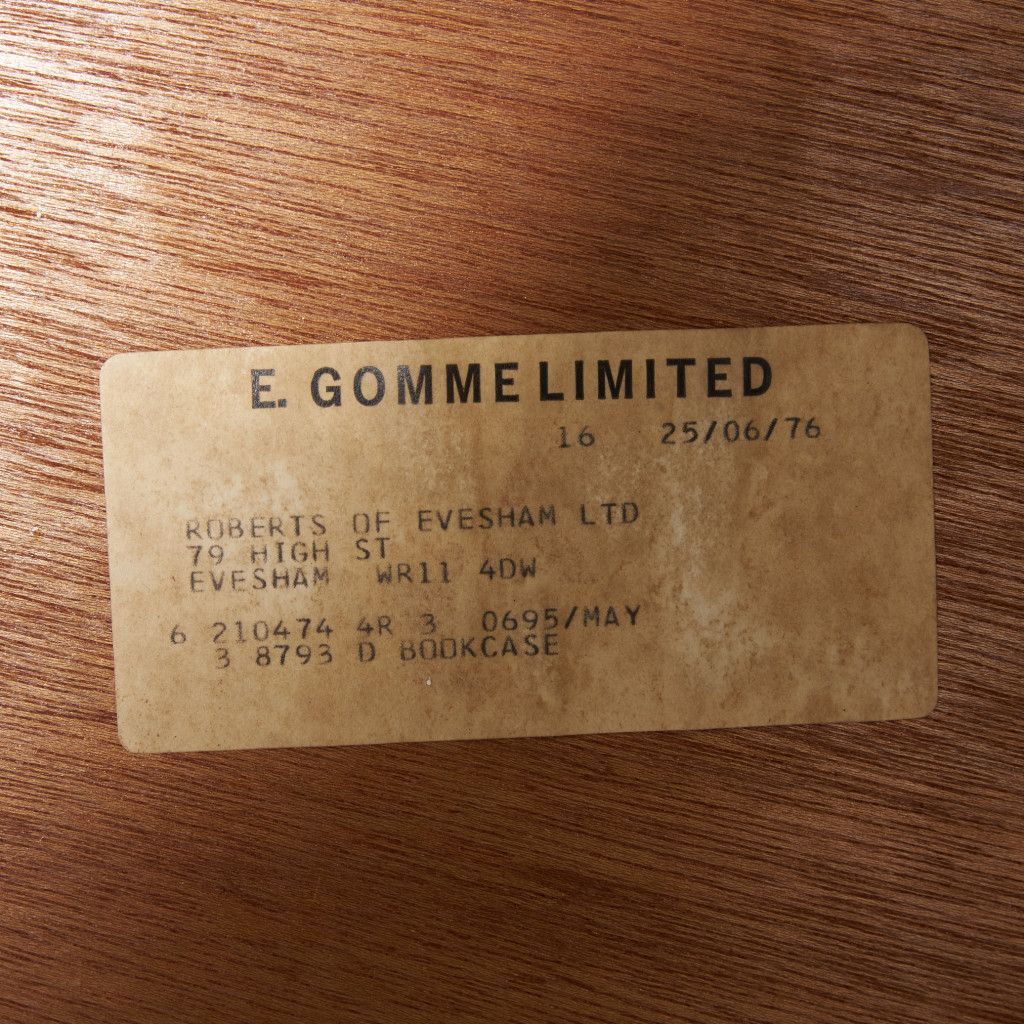 E. GOMME LIMITED
16 25/06/76
ROBERTS OF EVESHAM LTD
79 HIGH ST
EVESHAM WR11 4DW
6 210474 4R 3 0695/MAY
3 8793 D BOOKCASE